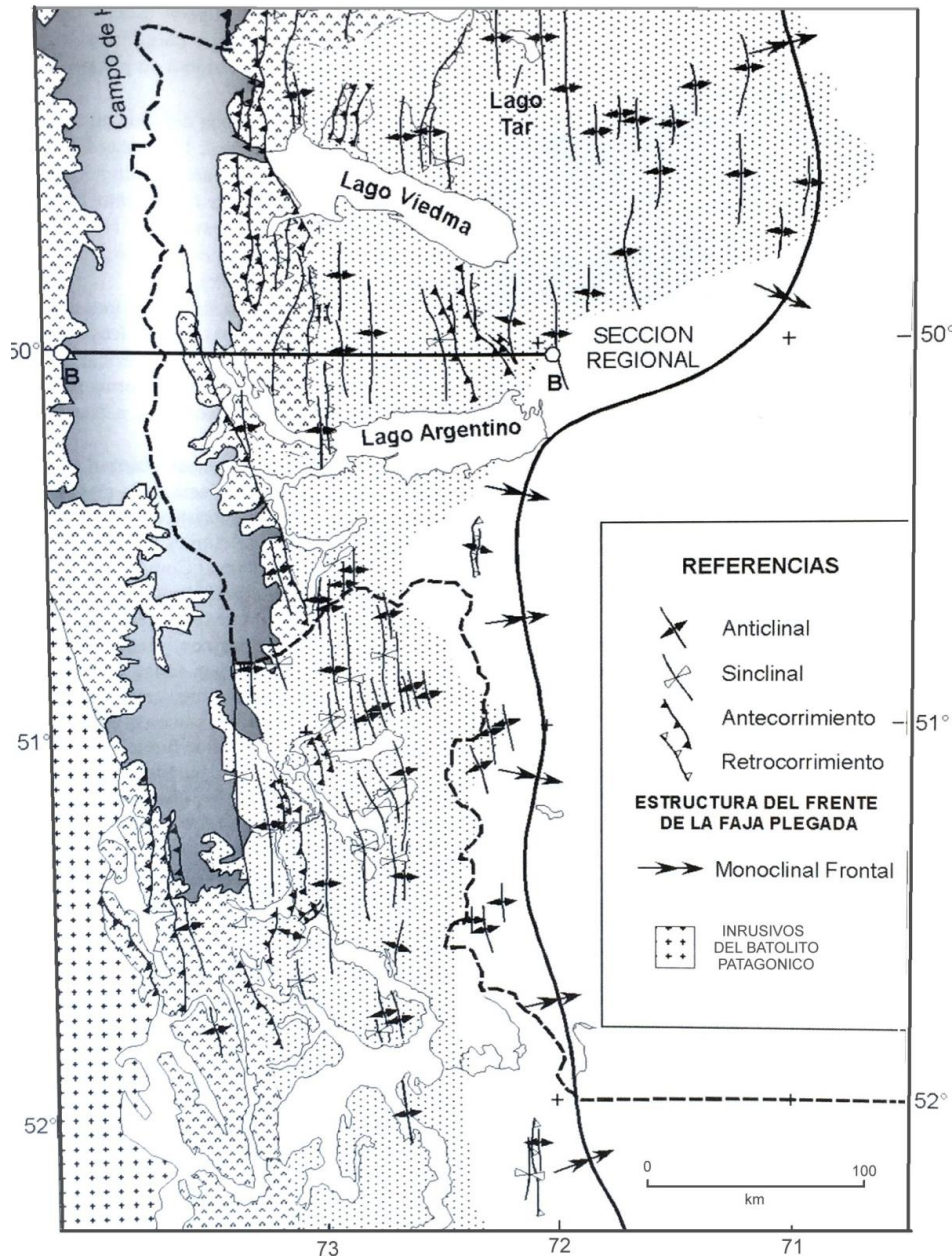 Campo de
Lago
Tar
Lago Viedma
SECCION
REGIONAL
50°
50°
B
B
Lago Argentino
REFERENCIAS
Anticlinal
Sinclinal
Antecorrimiento
Retrocorrimiento
ESTRUCTURA DEL FRENTE
DE LA FAJA PLEGADA
Monoclinal Frontal
INRUSIVOS
DEL BATOLITO
PATAGONICO
51°
51°
52°
52°
0 100
km
73 72 71